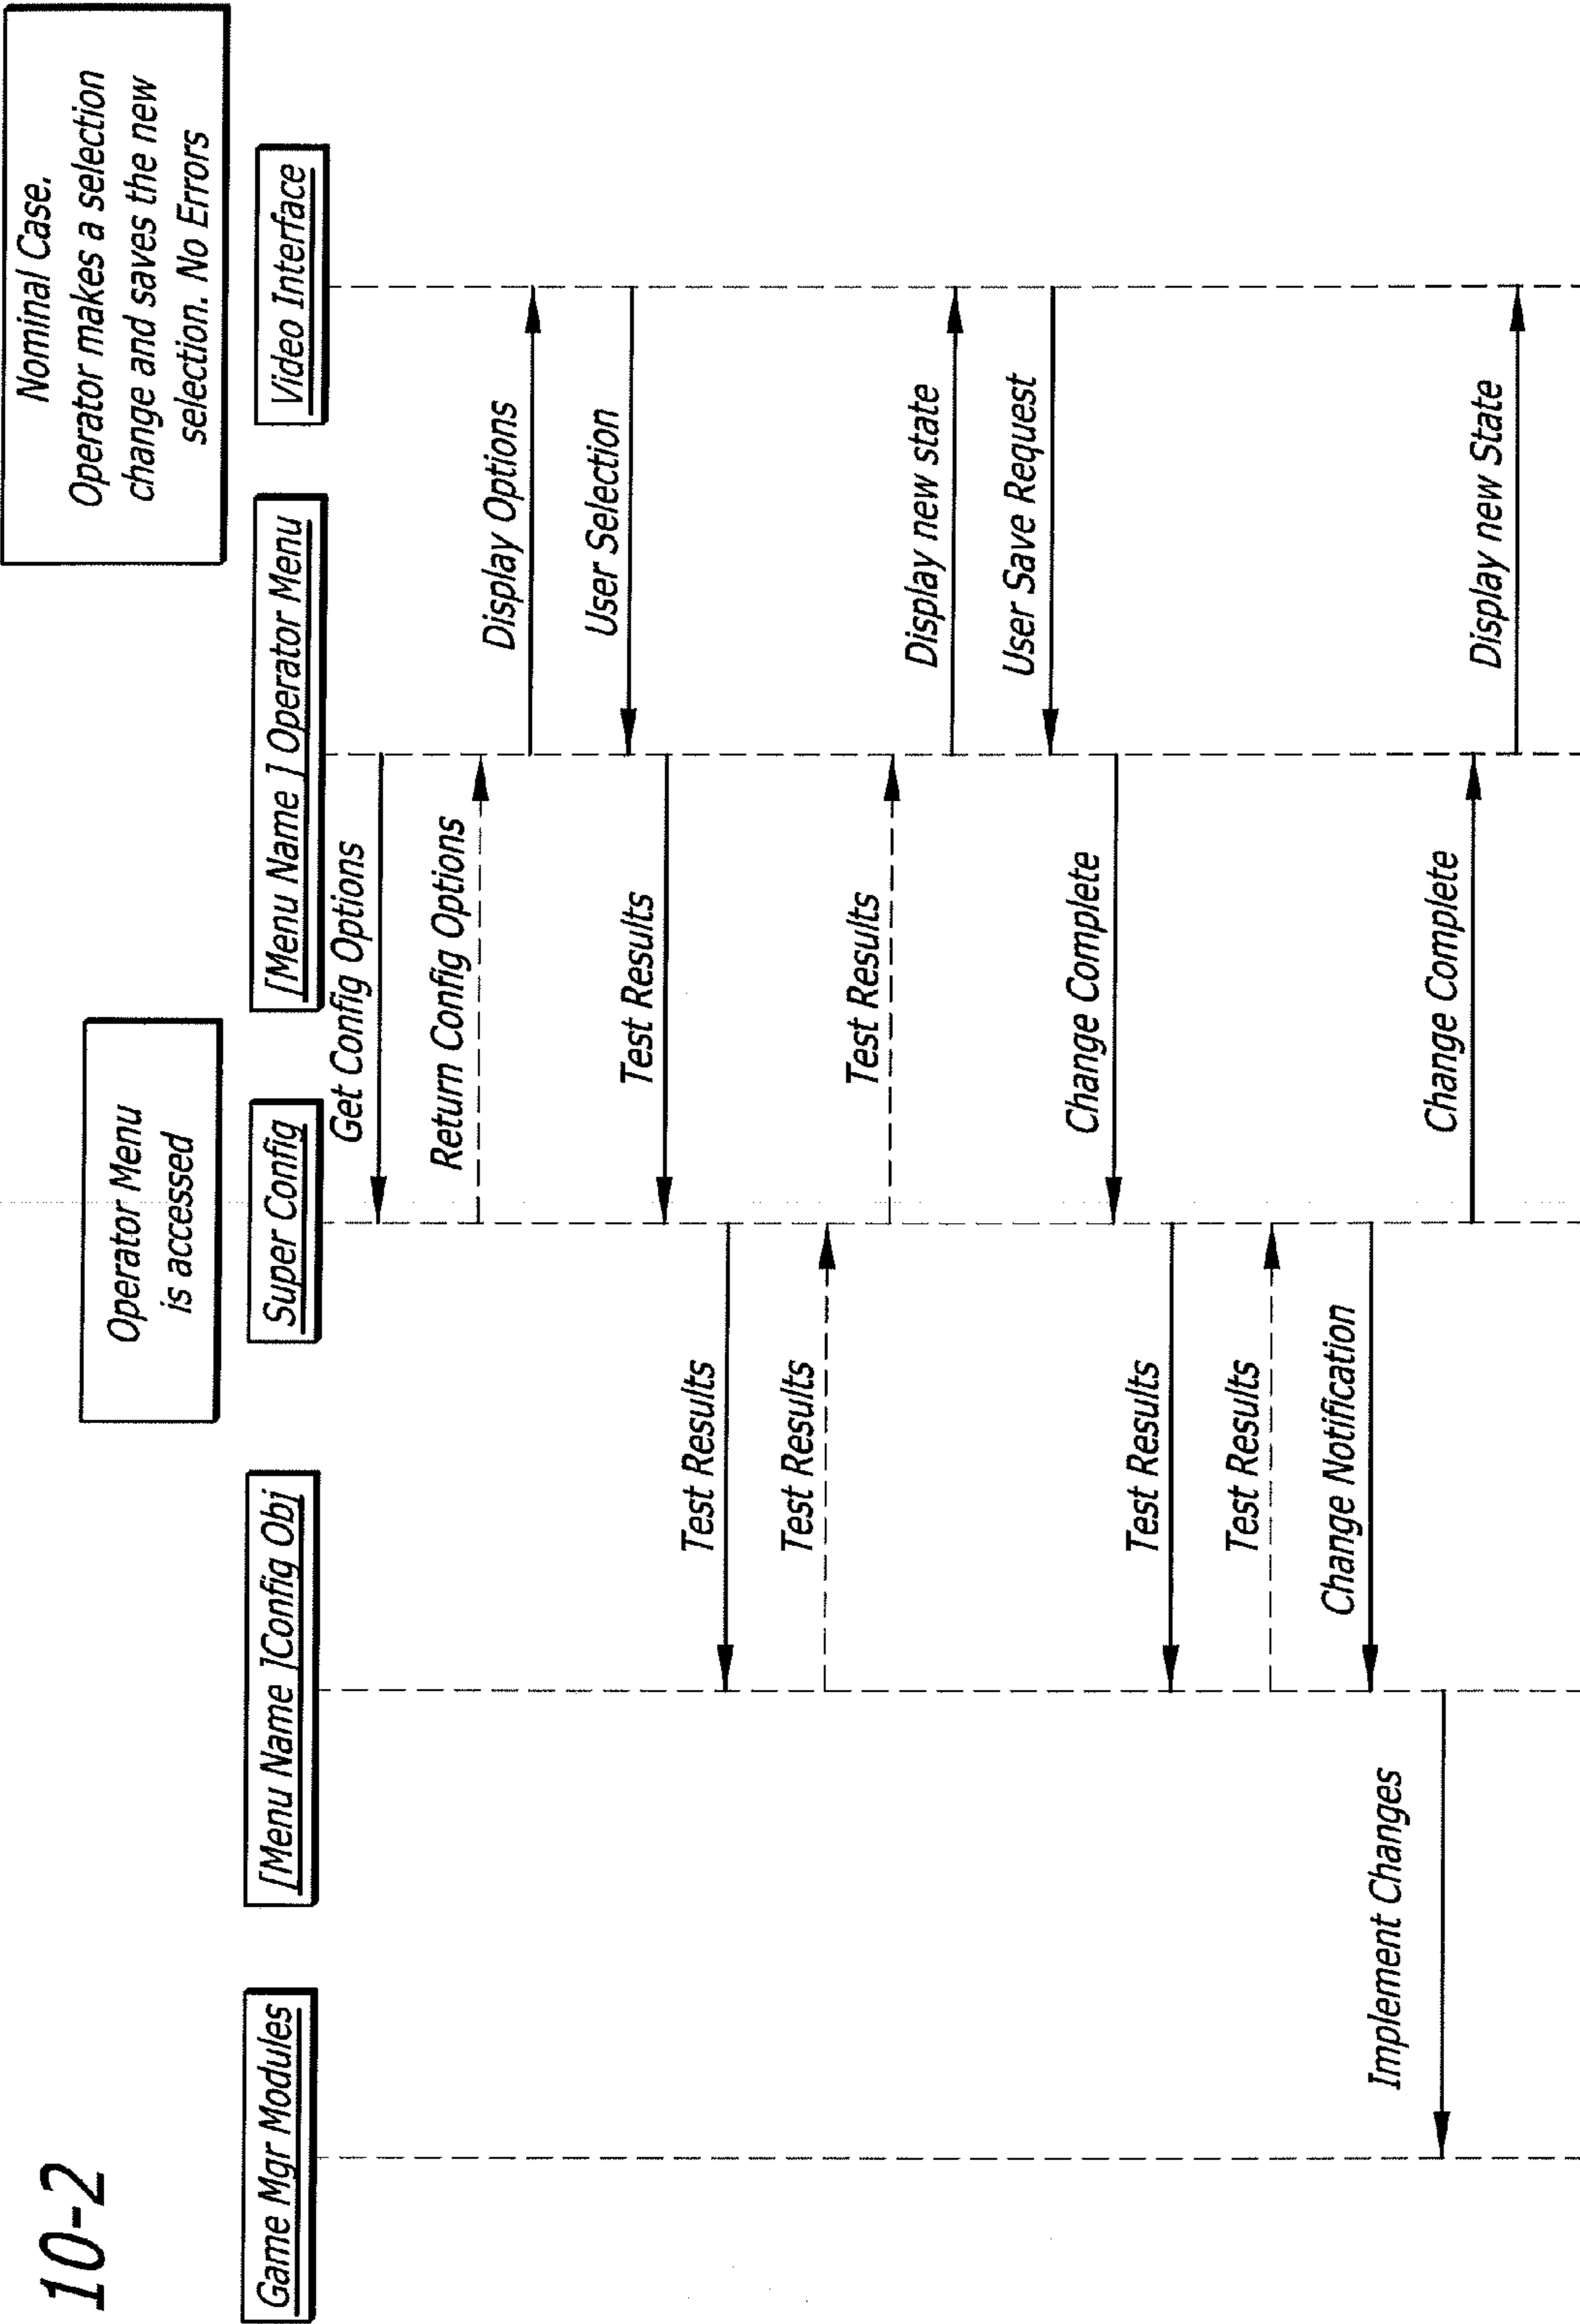 10-2
Operator Menu
is accessed
Nominal Case.
Operator makes a selection
change and saves the new
selection. No Errors
Game Mgr Modules
[Menu Name ]Config Obj
Super Config
[Menu Name ] Operator Menu
Video Interface
Get Config Options
Return Config Options
Display Options
User Selection
Test Results
Test Results
Test Results
Test Results
Display new state
User Save Request
Change Complete
Test Results
Test Results
Change Notification
Implement Changes
Change Complete
Display new State